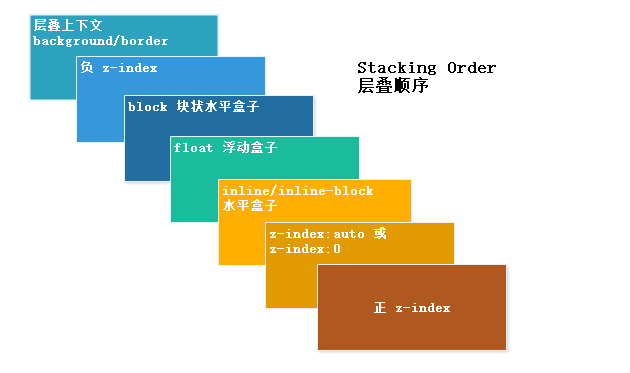 层叠上下文
background/border
负 z-index
Stacking Order
层叠顺序
block 块状水平盒子
float 浮动盒子
inline/inline-block
水平盒子
z-index:auto 或
z-index:0
正 z-index